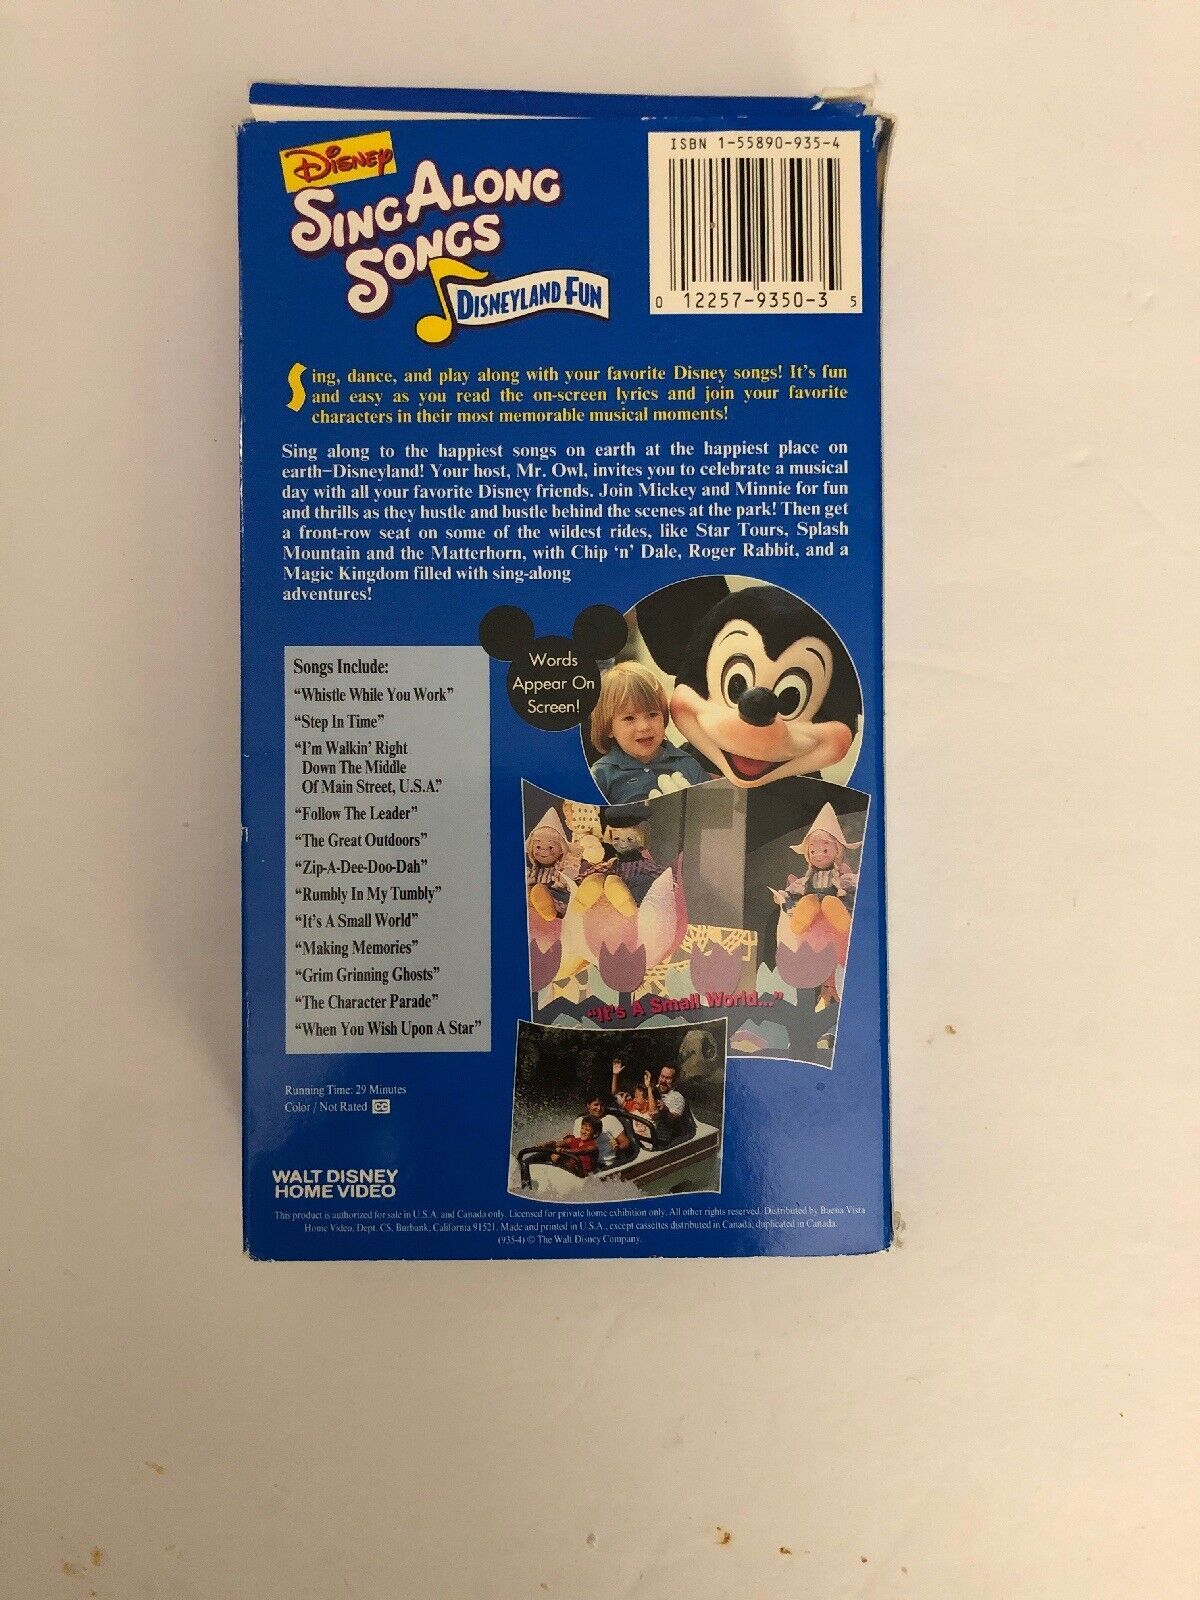 Disney
Sing Along
Songs
Disneyland Fun
ISBN 1-55890-935-4
0 12257-9350-3 5
Sing, dance, and play along with your favorite Disney songs! It's fun
and easy as you read the on-screen lyrics and join your favorite
characters in their most memorable musical moments!
Sing along to the happiest songs on earth at the happiest place on
earth–Disneyland! Your host, Mr. Owl, invites you to celebrate a musical
day with all your favorite Disney friends. Join Mickey and Minnie for fun
and thrills as they hustle and bustle behind the scenes at the park! Then get
a front-row seat on some of the wildest rides, like Star Tours, Splash
Mountain and the Matterhorn, with Chip 'n' Dale, Roger Rabbit, and a
Magic Kingdom filled with sing-along
adventures!
Words
Appear On
Screen!
Songs Include:
"Whistle While You Work"
"Step In Time"
"I'm Walkin' Right
Down The Middle
Of Main Street, U.S.A."
"Follow The Leader"
"The Great Outdoors"
"Zip-A-Dee-Doo-Dah"
"Rumbly In My Tumbly"
"It's A Small World"
"Making Memories"
"Grim Grinning Ghosts"
"The Character Parade"
"When You Wish Upon A Star"
"It's A Small World..."
Running Time: 29 Minutes
Color / Not Rated CC
WALT DISNEY
HOME VIDEO
This product is authorized for sale in U.S.A. and Canada only. Licensed for private home exhibition only. All other rights reserved. Distributed by Buena Vista
Home Video, Dept. CS, Burbank, California 91521. Made and printed in U.S.A., except cassettes distributed in Canada, duplicated in Canada.
(935-4) © The Walt Disney Company.